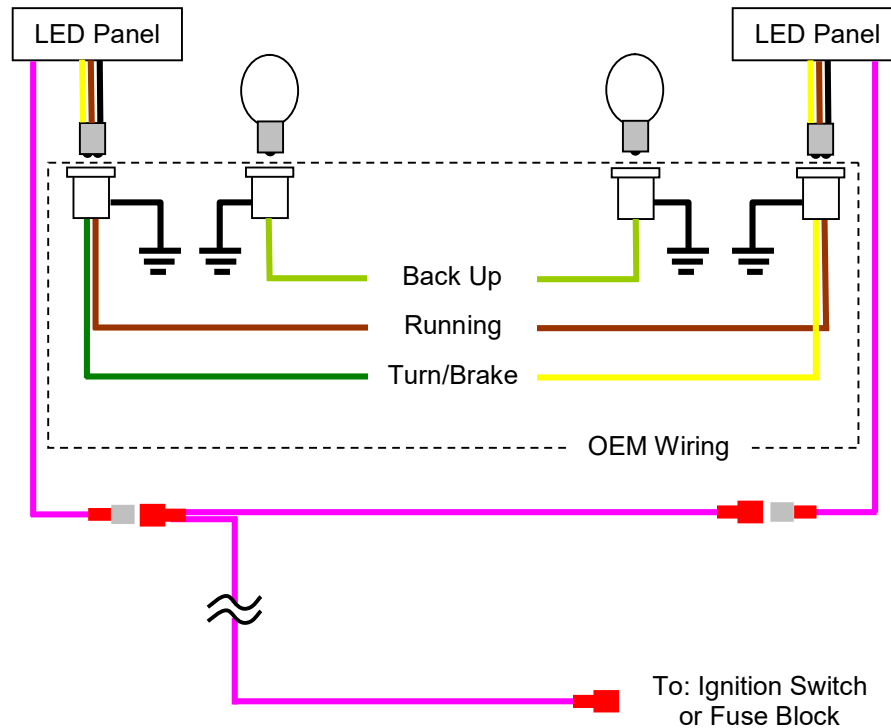 LED Panel
LED Panel
Back Up
Running
Turn/Brake
OEM Wiring
To: Ignition Switch
or Fuse Block